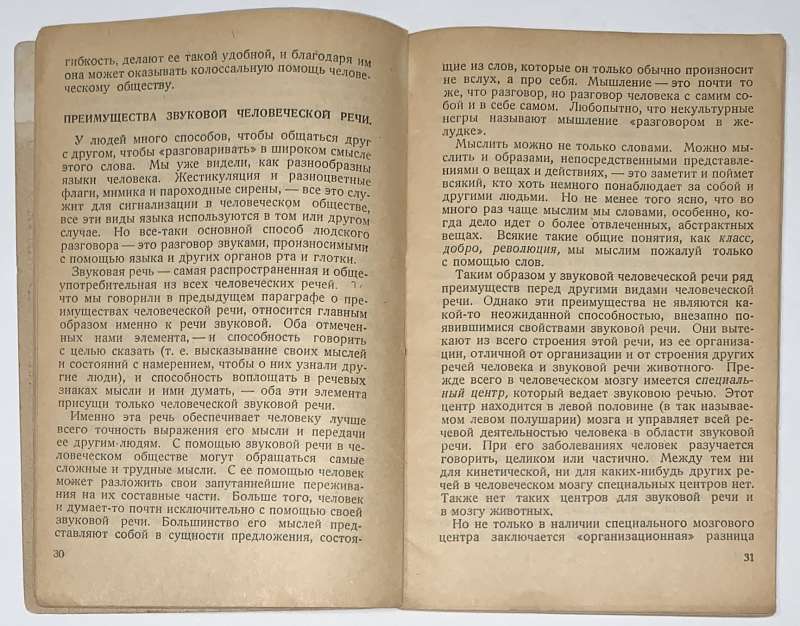 гибкость, делают ее такой удобной, и благодаря им
она может оказывать колоссальную помощь челове-
ческому обществу.
ПРЕИМУЩЕСТВА ЗВУКОВОЙ ЧЕЛОВЕЧЕСКОЙ РЕЧИ.
У людей много способов, чтобы общаться друг
с другом, чтобы «разговаривать» в широком смысле
этого слова. Мы уже видели, как разнообразны
языки человека. Жестикуляция и разноцветные
флаги, мимика и пароходные сирены, — все это слу-
жит для сигнализации в человеческом обществе,
все эти виды языка используются в том или другом
случае. Но все-таки основной способ людского
разговора — это разговор звуками, произносимыми
с помощью языка и других органов рта и глотки.
Звуковая речь — самая распространенная и обще-
употребительная из всех человеческих речей.
что мы говорили в предыдущем параграфе о пре-
имуществах человеческой речи, относится главным
образом именно к речи звуковой. Оба отмечен-
ных нами элемента, — и способность говорить
с целью сказать (т. е. высказывание своих мыслей
и состояний с намерением, чтобы о них узнали дру-
гие люди), и способность воплощать в речевых
знаках мысли и ими думать, — оба эти элемента
присущи только человеческой звуковой речи.
Именно эта речь обеспечивает человеку лучше
всего точность выражения его мысли и передачи
ее другим людям. С помощью звуковой речи в че-
ловеческом обществе могут обращаться самые
сложные и трудные мысли. С ее помощью человек
может разложить свои запутаннейшие пережива-
ния на их составные части. Больше того, человек
и думает-то почти исключительно с помощью своей
звуковой речи. Большинство его мыслей пред-
ставляют собой в сущности предложения, состоя-
30
щие из слов, которые он только обычно произносит
не вслух, а про себя. Мышление — это почти то
же, что разговор, но разговор человека с самим со-
бой и в себе самом. Любопытно, что некультурные
негры называют мышление «разговором в же-
лудке».
Мыслить можно не только словами. Можно мы-
слить и образами, непосредственными представле-
ниями о вещах и действиях, — это заметит и поймет
всякий, кто хоть немного понаблюдает за собой и
другими людьми. Но не менее того ясно, что во
много раз чаще мыслим мы словами, особенно, ко-
гда дело идет о более отвлеченных, абстрактных
вещах. Всякие такие общие понятия, как класс,
добро, революция, мы мыслим пожалуй только
с помощью слов.
Таким образом у звуковой человеческой речи ряд
преимуществ перед другими видами человеческой
речи. Однако эти преимущества не являются ка-
кой-то неожиданной способностью, внезапно по-
явившимися свойствами звуковой речи. Они выте-
кают из всего строения этой речи, из ее организа-
ции, отличной от организации и от строения других
речей человека и звуковой речи животного. Пре-
жде всего в человеческом мозгу имеется специаль-
ный центр, который ведает звуковою речью. Этот
центр находится в левой половине (в так называе-
мом левом полушарии) мозга и управляет всей ре-
чевой деятельностью человека в области звуковой
речи. При его заболеваниях человек разучается
говорить, целиком или частично. Между тем ни
для кинетической, ни для каких-нибудь других ре-
чей в человеческом мозгу специальных центров нет.
Также нет таких центров для звуковой речи и
в мозгу животных.
Но не только в наличии специального мозгового
центра заключается «организационная» разница
31